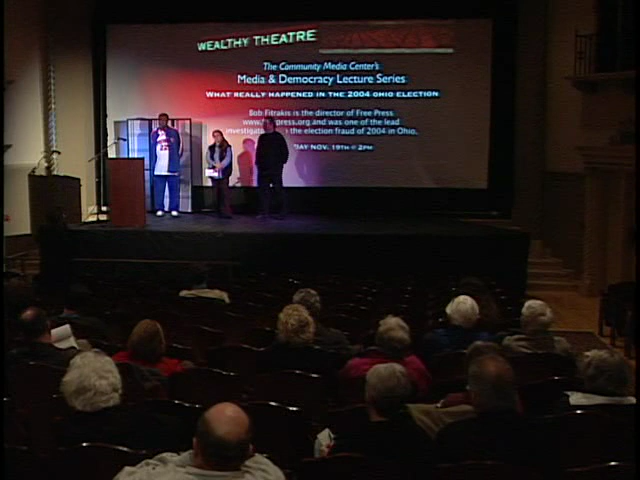 WEALTHY THEATRE
The Community Media Center's
Media & Democracy Lecture Series
WHAT REALLY HAPPENED IN THE 2004 OHIO ELECTION
Bob Fitrakis is the director of Free Press
press.org and was one of the lead
the election fraud of 2004 in Ohio.
NOV. 19TH @ 2PM